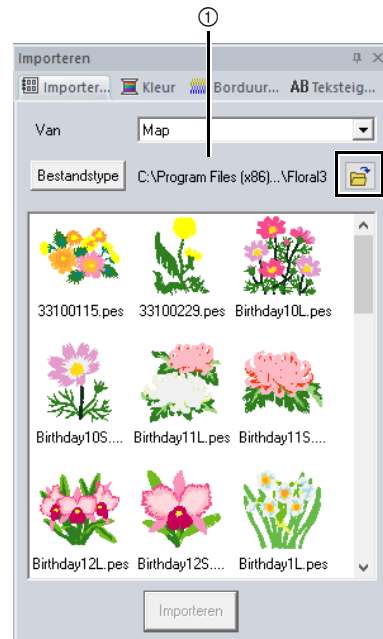 ①
Importeren
Importer... Kleur Borduur... AB Teksteig...
Van Map
Bestandstype C:\Program Files (x86)...\Floral3
33100115.pes 33100229.pes Birthday10L.pes
Birthday10S.... Birthday11L.pes Birthday11S....
Birthday12L.pes Birthday12S.... Birthday1L.pes
Importeren